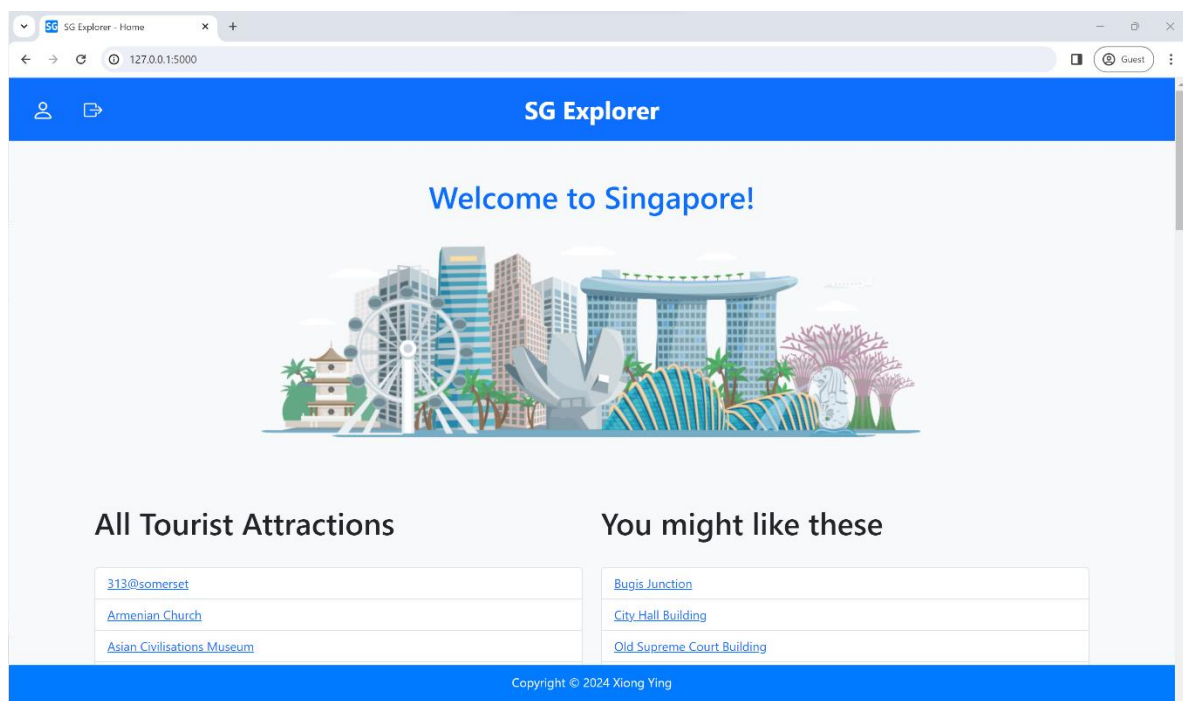 SG SG Explorer - Home
127.0.0.1:5000
Guest
SG Explorer
Welcome to Singapore!
All Tourist Attractions
You might like these
313@somerset
Armenian Church
Asian Civilisations Museum
Bugis Junction
City Hall Building
Old Supreme Court Building
Copyright © 2024 Xiong Ying